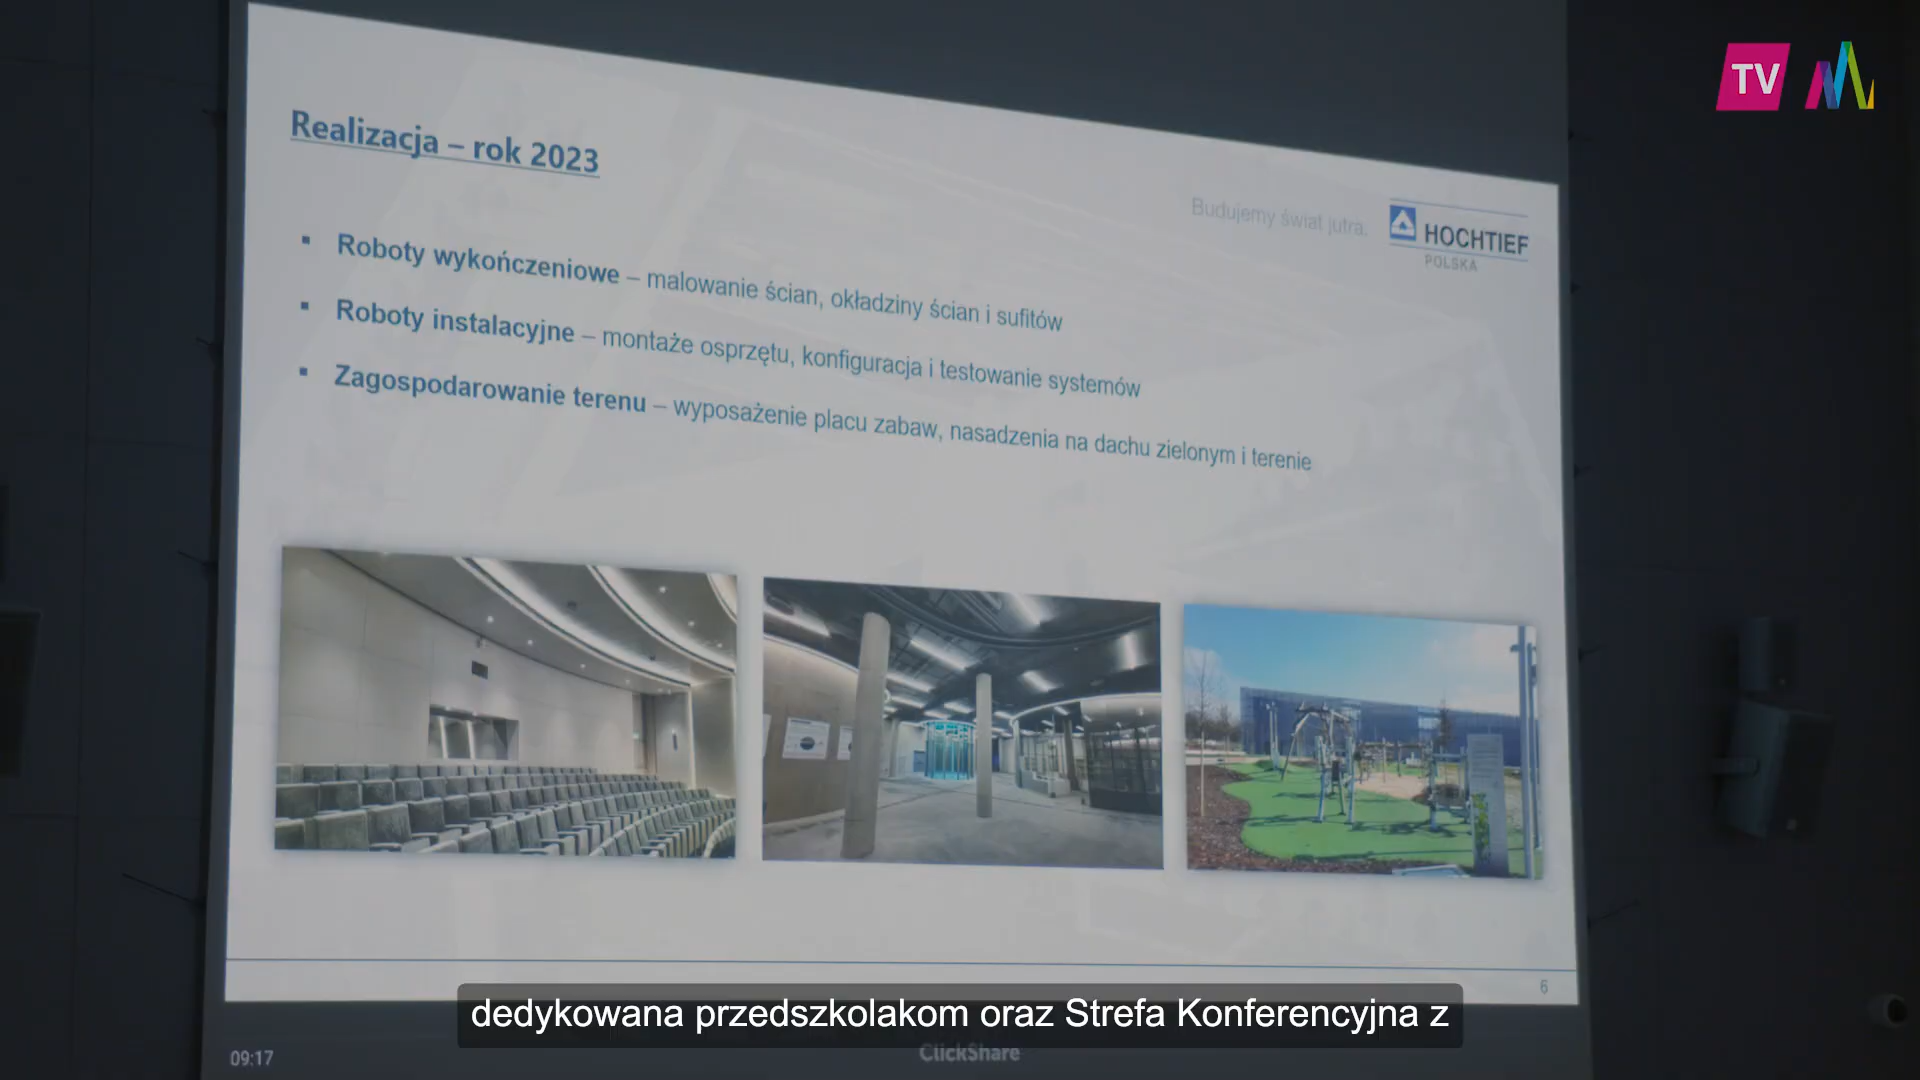 TV
Realizacja – rok 2023
Budujemy świat jutra.
HOCHTIEF
POLSKA
▪ Roboty wykończeniowe – malowanie ścian, okładziny ścian i sufitów
▪ Roboty instalacyjne – montaże osprzętu, konfiguracja i testowanie systemów
▪ Zagospodarowanie terenu – wyposażenie placu zabaw, nasadzenia na dachu zielonym i terenie
6
dedykowana przedszkolakom oraz Strefa Konferencyjna z
09:17
ClickShare